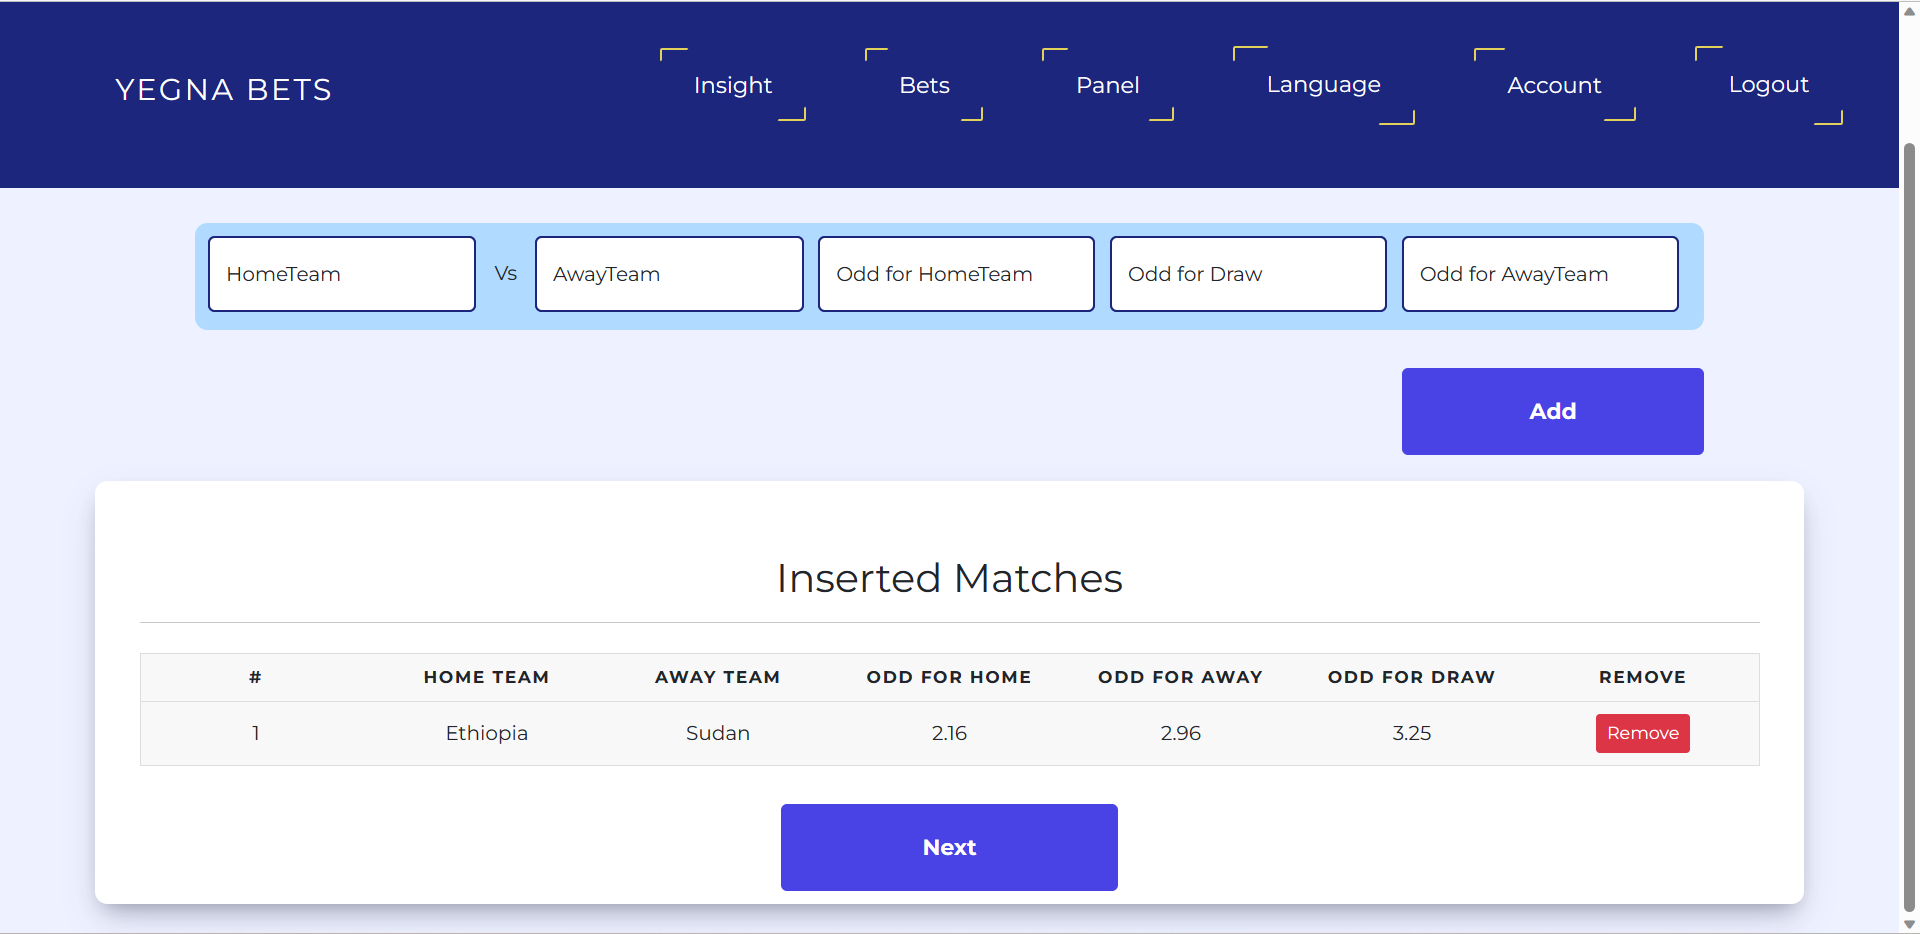 YEGNA BETS
Insight
Bets
Panel
Language
Account
Logout
HomeTeam Vs AwayTeam Odd for HomeTeam Odd for Draw Odd for AwayTeam
Add
Inserted Matches
# HOME TEAM AWAY TEAM ODD FOR HOME ODD FOR AWAY ODD FOR DRAW REMOVE
1 Ethiopia Sudan 2.16 2.96 3.25 Remove
Next